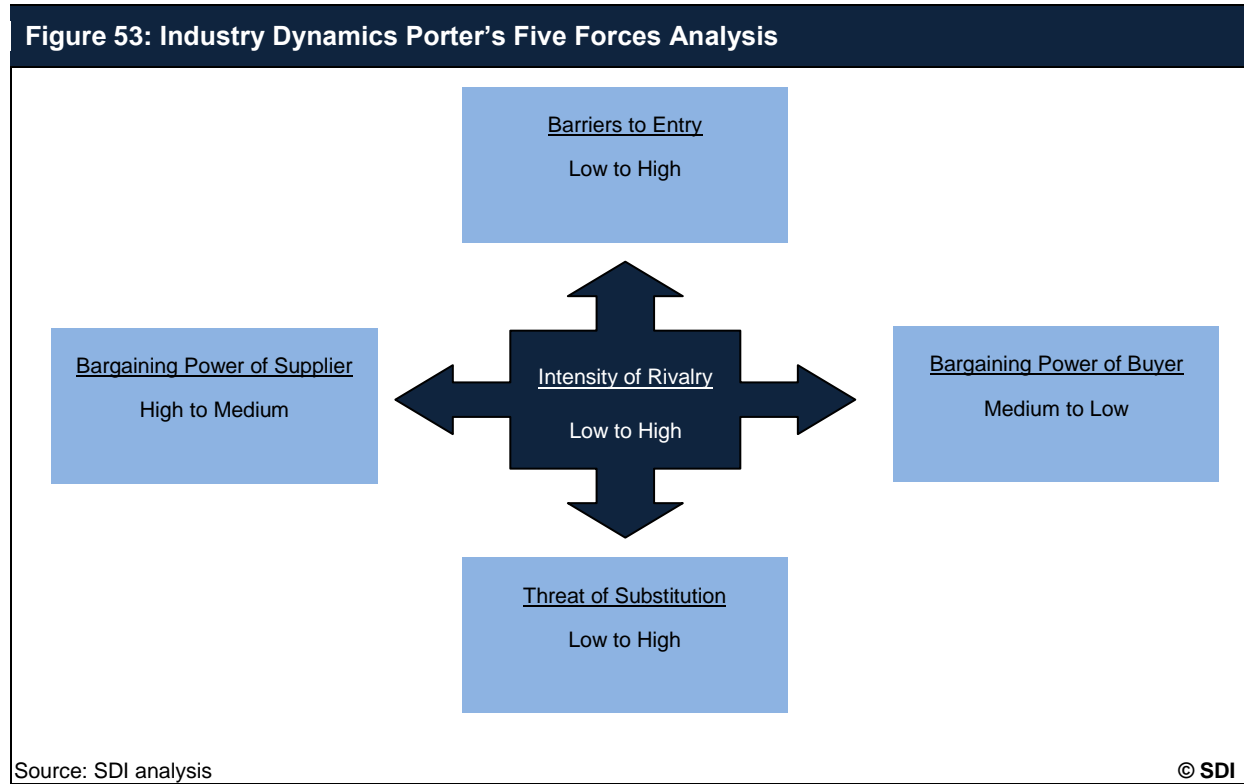 Figure 53: Industry Dynamics Porter’s Five Forces Analysis
Barriers to Entry
Low to High
Bargaining Power of Supplier
High to Medium
Intensity of Rivalry
Low to High
Bargaining Power of Buyer
Medium to Low
Threat of Substitution
Low to High
Source: SDI analysis
© SDI